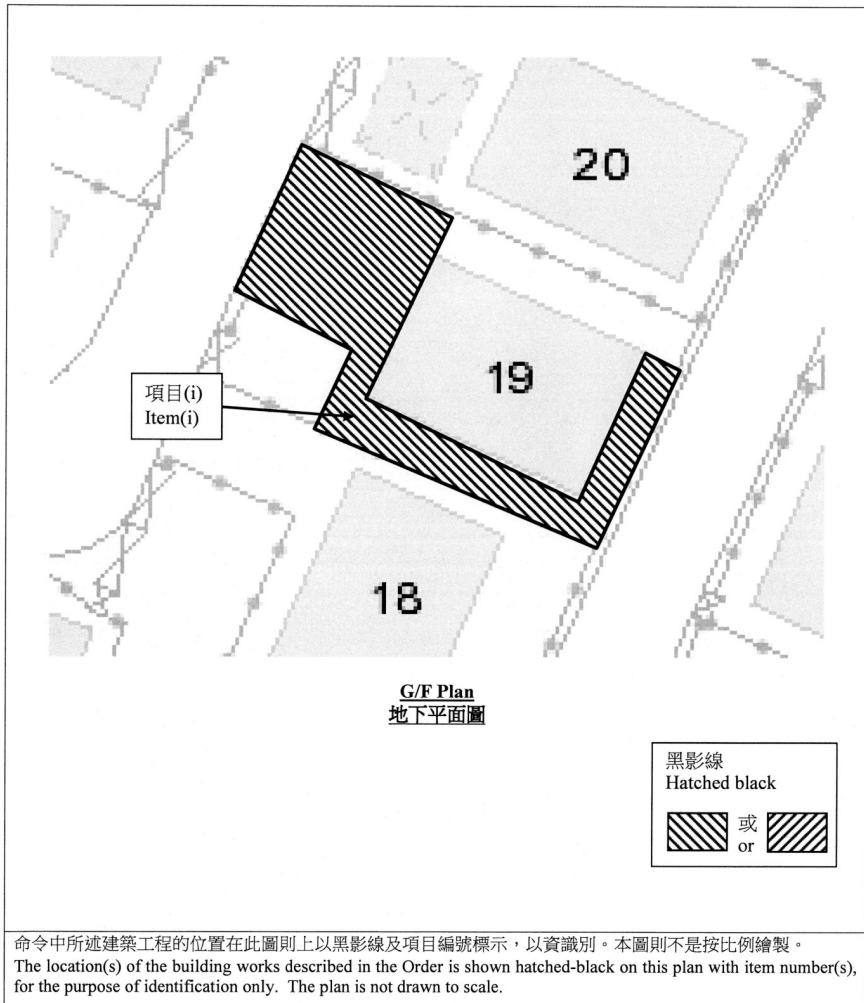 20
19
項目(i)
Item(i)
18
G/F Plan
地下平面圖
黑影線
Hatched black
或
or
命令中所述建築工程的位置在此圖則上以黑影線及項目編號標示，以資識別。本圖則不是按比例繪製。
The location(s) of the building works described in the Order is shown hatched-black on this plan with item number(s),
for the purpose of identification only. The plan is not drawn to scale.